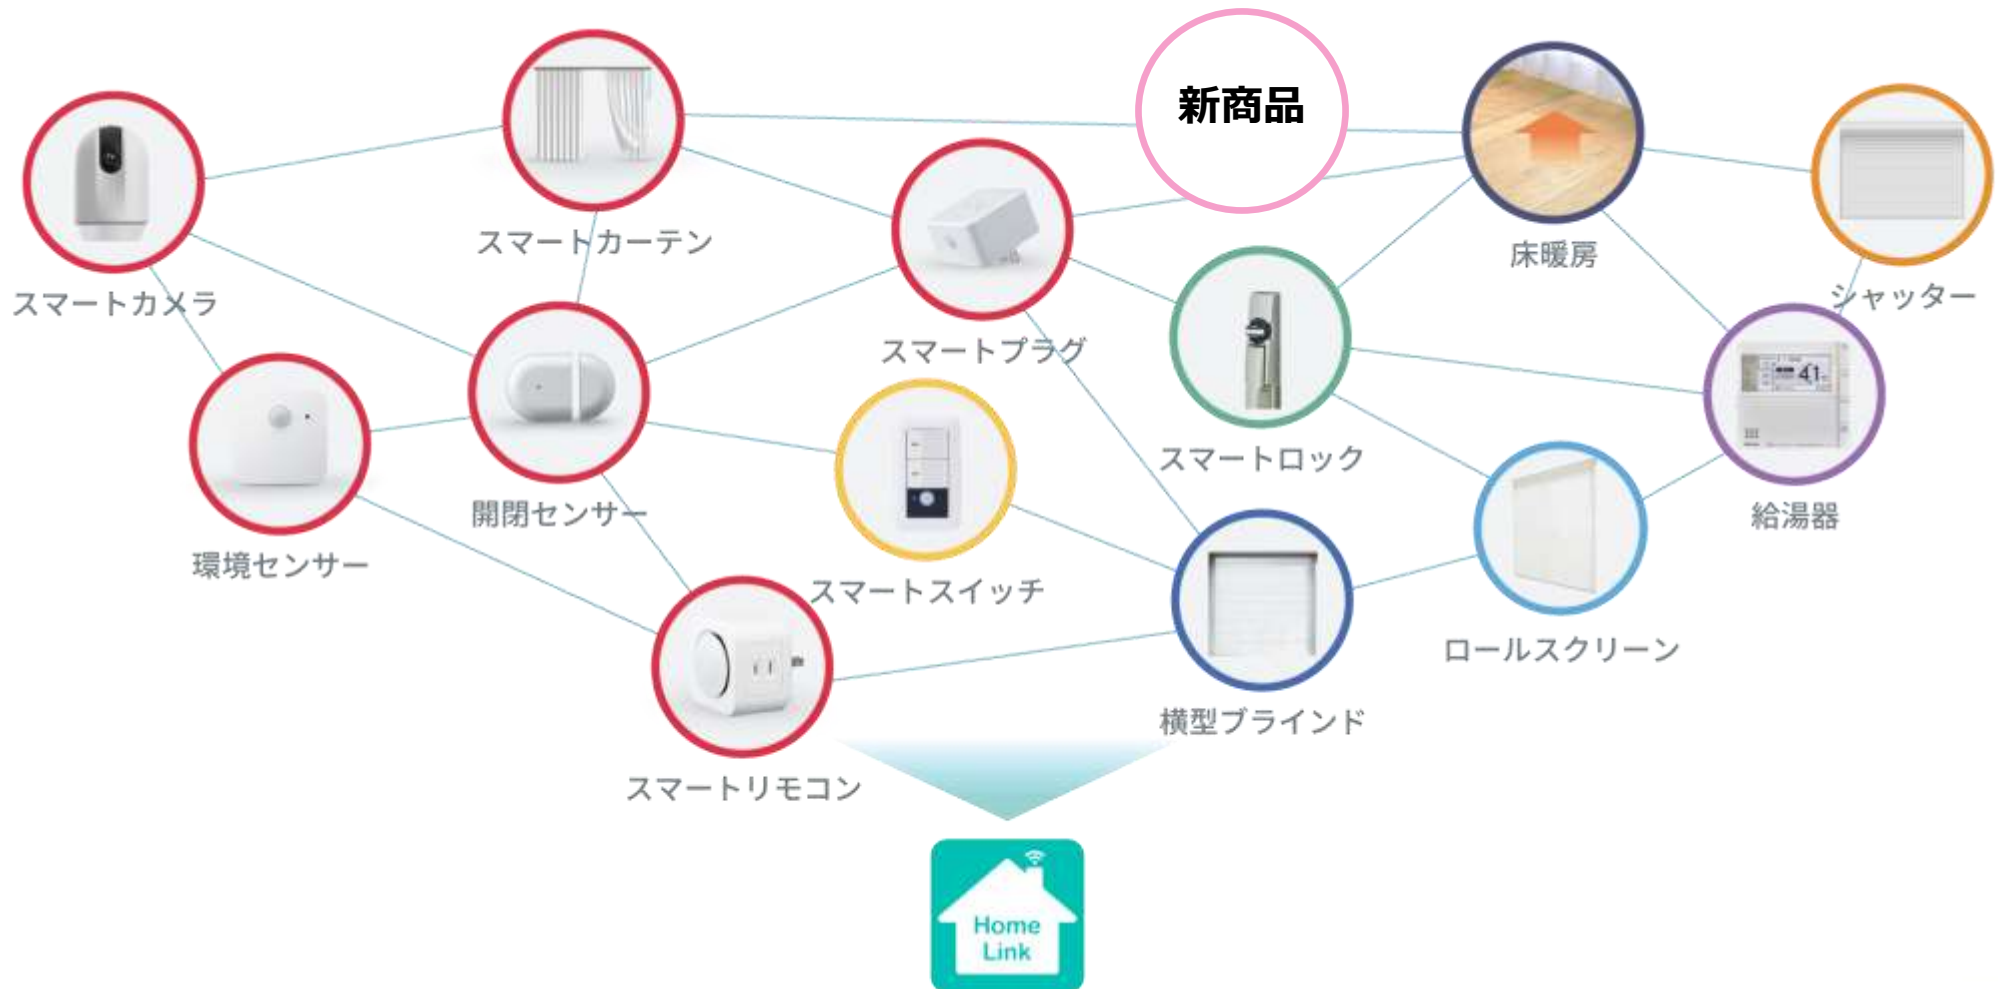 新商品
スマートカーテン
床暖房
シャッター
スマートカメラ
スマートプラグ
スマートロック
41
開閉センサー
給湯器
環境センサー
スマートスイッチ
ロールスクリーン
横型ブラインド
スマートリモコン
Home
Link